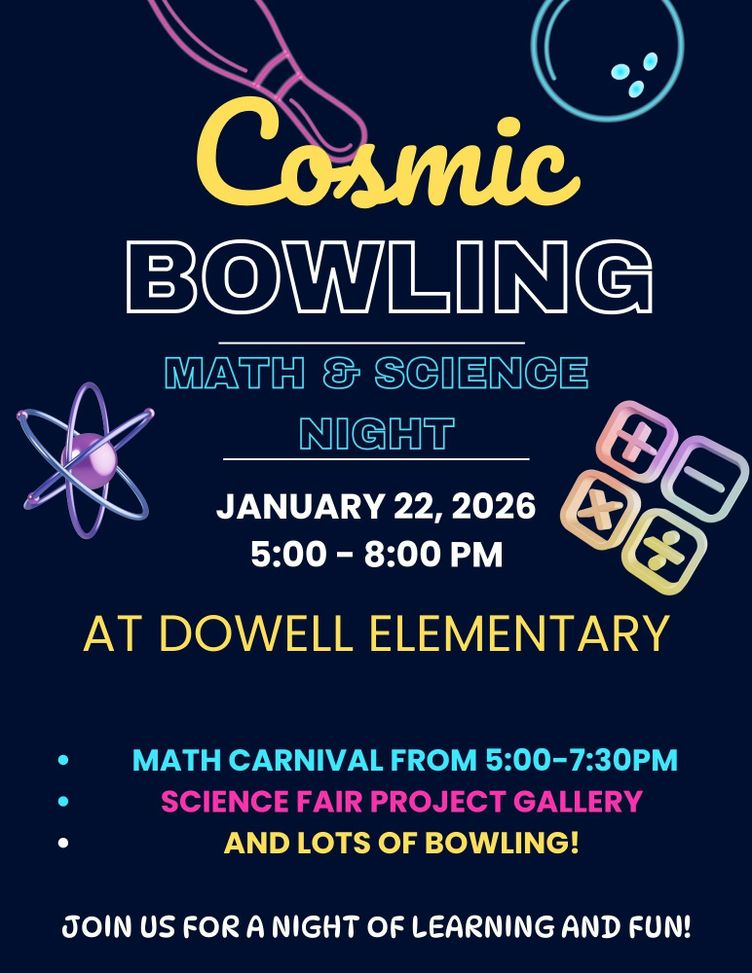 Cosmic
BOWLING
MATH & SCIENCE
NIGHT
JANUARY 22, 2026
5:00 - 8:00 PM
AT DOWELL ELEMENTARY
• MATH CARNIVAL FROM 5:00-7:30PM
• SCIENCE FAIR PROJECT GALLERY
• AND LOTS OF BOWLING!
JOIN US FOR A NIGHT OF LEARNING AND FUN!